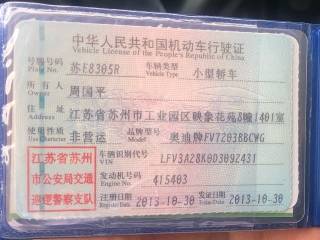 中华人民共和国机动车行驶证
Vehicle License of the People's Republic of China
号牌号码 苏E8305R 车辆类型 小型轿车
Plate No. Vehicle Type
所有人 周国平
Owner
住址 江苏省苏州市工业园区映象花苑8幢1401室
Address
使用性质 非营运 品牌型号 奥迪牌FV7203BBCWG
Use Character Model
江苏省苏州
市公安局交通
巡逻警察支队
车辆识别代号 LFV3A28K0D309Z431
VIN
发动机号码 415403
Engine No.
注册日期 2013-10-30 发证日期 2013-10-30
Register Date Issue Date